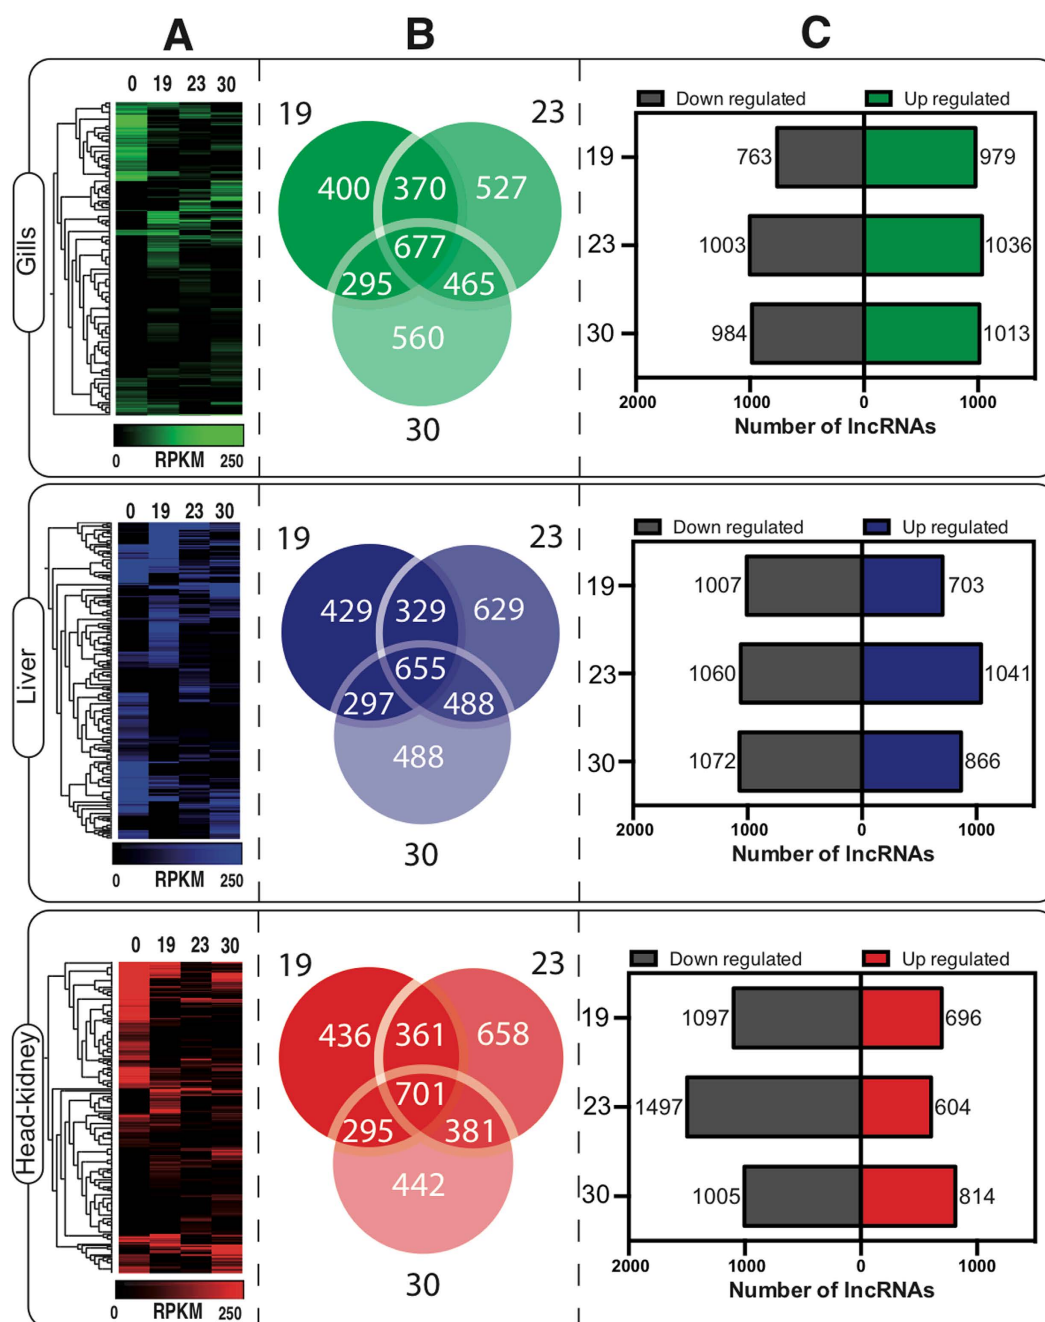 A B C
Gills
0 19 23 30
0 RPKM 250
19 23
400 370 527
677
295 465
560
30
Down regulated Up regulated
19 763 979
23 1003 1036
30 984 1013
2000 1000 0 1000
Number of lncRNAs
Liver
0 19 23 30
0 RPKM 250
19 23
429 329 629
655
297 488
488
30
Down regulated Up regulated
19 1007 703
23 1060 1041
30 1072 866
2000 1000 0 1000
Number of lncRNAs
Head-kidney
0 19 23 30
0 RPKM 250
19 23
436 361 658
701
295 381
442
30
Down regulated Up regulated
19 1097 696
23 1497 604
30 1005 814
2000 1000 0 1000
Number of lncRNAs